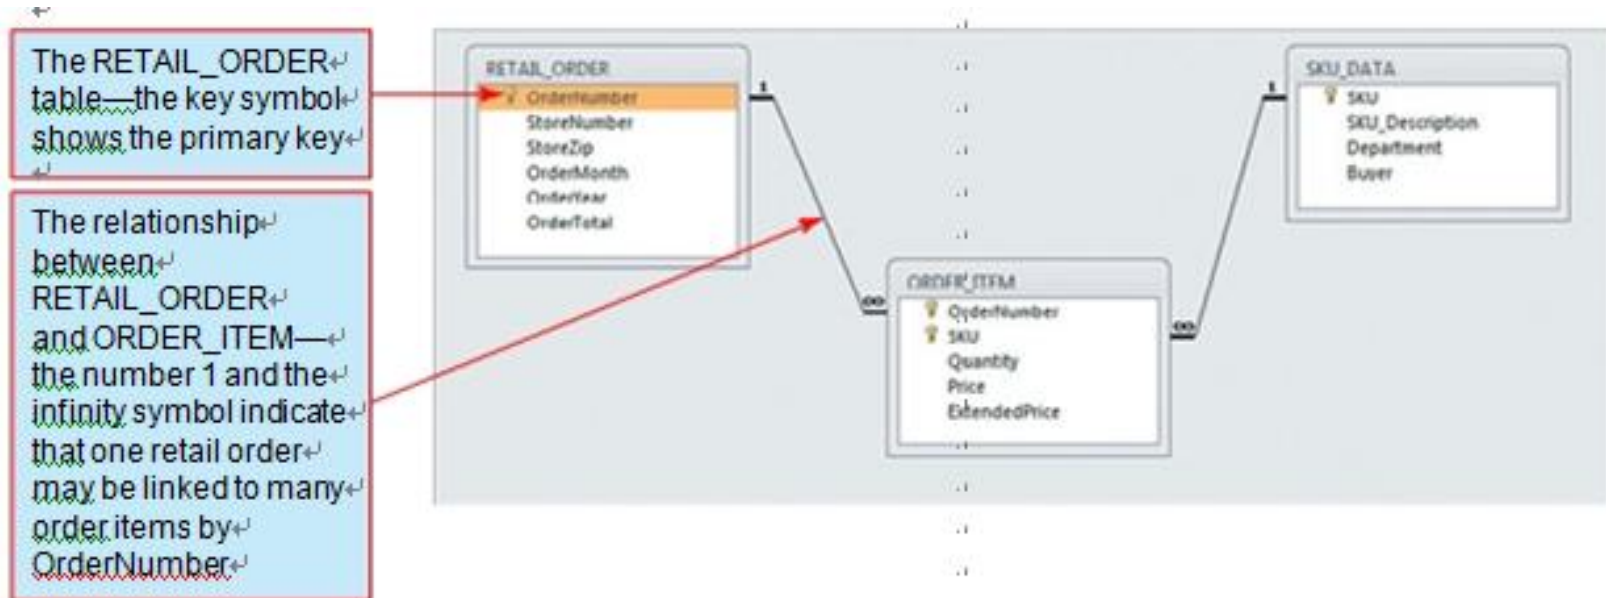 The RETAIL_ORDER
table—the key symbol
shows the primary key
The relationship
between
RETAIL_ORDER
and ORDER_ITEM—
the number 1 and the
infinity symbol indicate
that one retail order
may be linked to many
order items by
OrderNumber
RETAIL_ORDER
OrderNumber
StoreNumber
StoreZip
OrderMonth
OrderYear
OrderTotal
1
∞
ORDER_ITEM
OrderNumber
SKU
Quantity
Price
ExtendedPrice
∞
1
SKU_DATA
SKU
SKU_Description
Department
Buyer